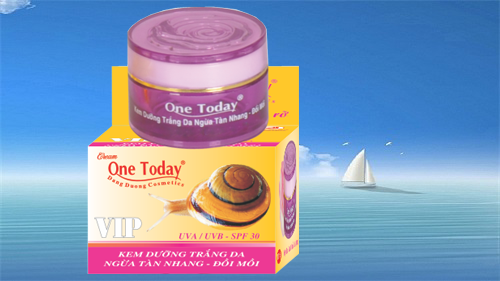 One Today®
Kem Dưỡng Trắng Da Ngừa Tàn Nhang - Đồi Mồi
Cream
One Today®
Dang Duong Cosmetics
VIP
UVA / UVB - SPF 30
KEM DƯỠNG TRẮNG DA
NGỪA TÀN NHANG - ĐỒI MỒI